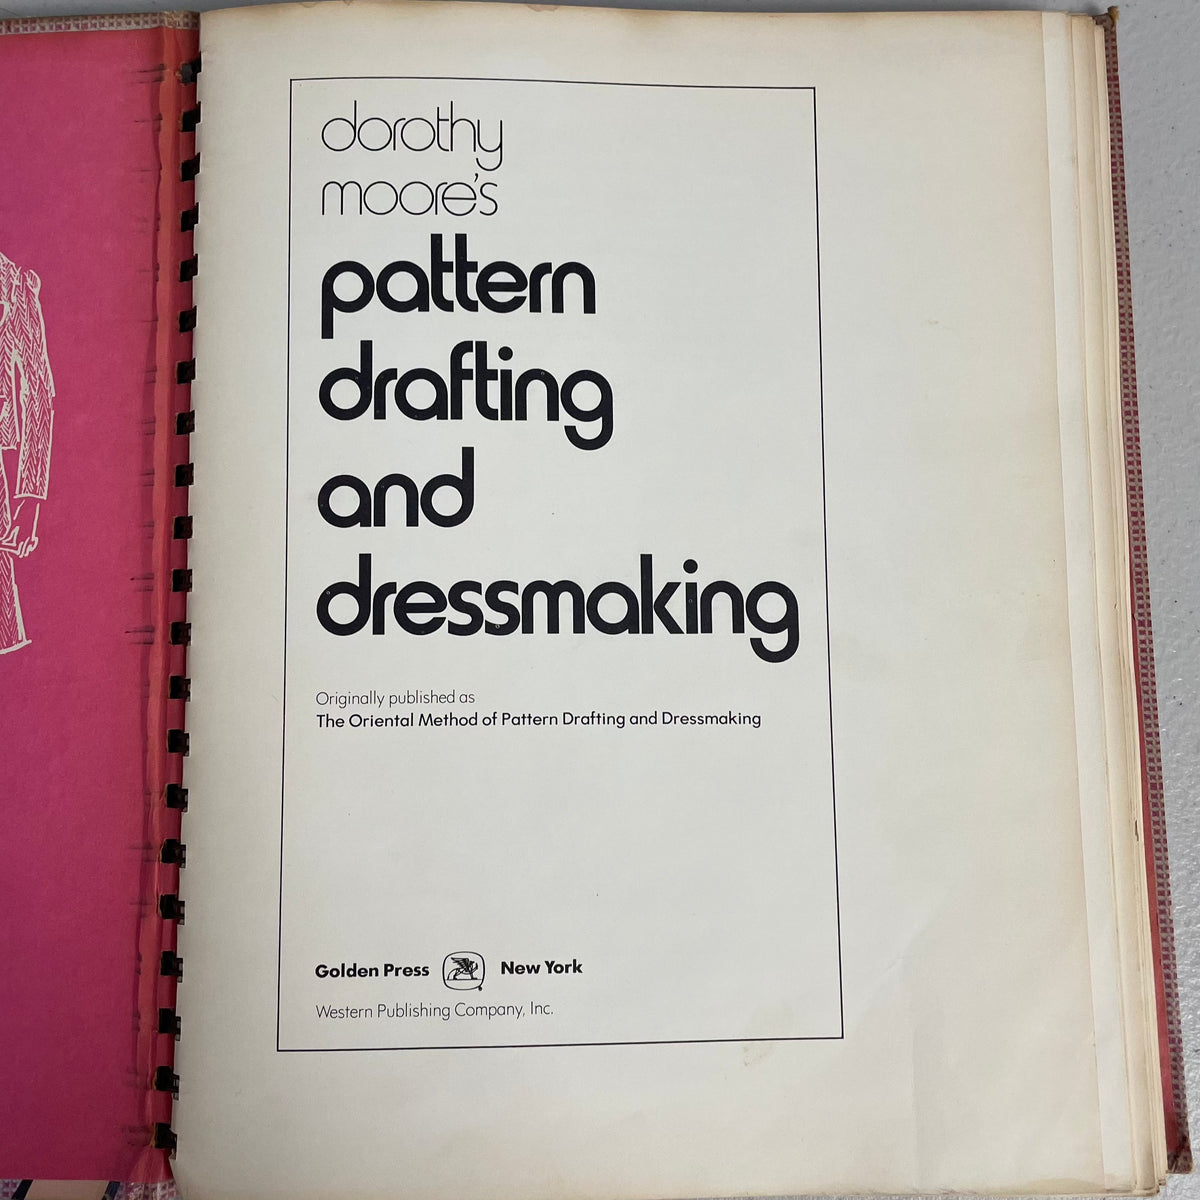 dorothy
moore's
pattern
drafting
and
dressmaking
Originally published as
The Oriental Method of Pattern Drafting and Dressmaking
Golden Press New York
Western Publishing Company, Inc.